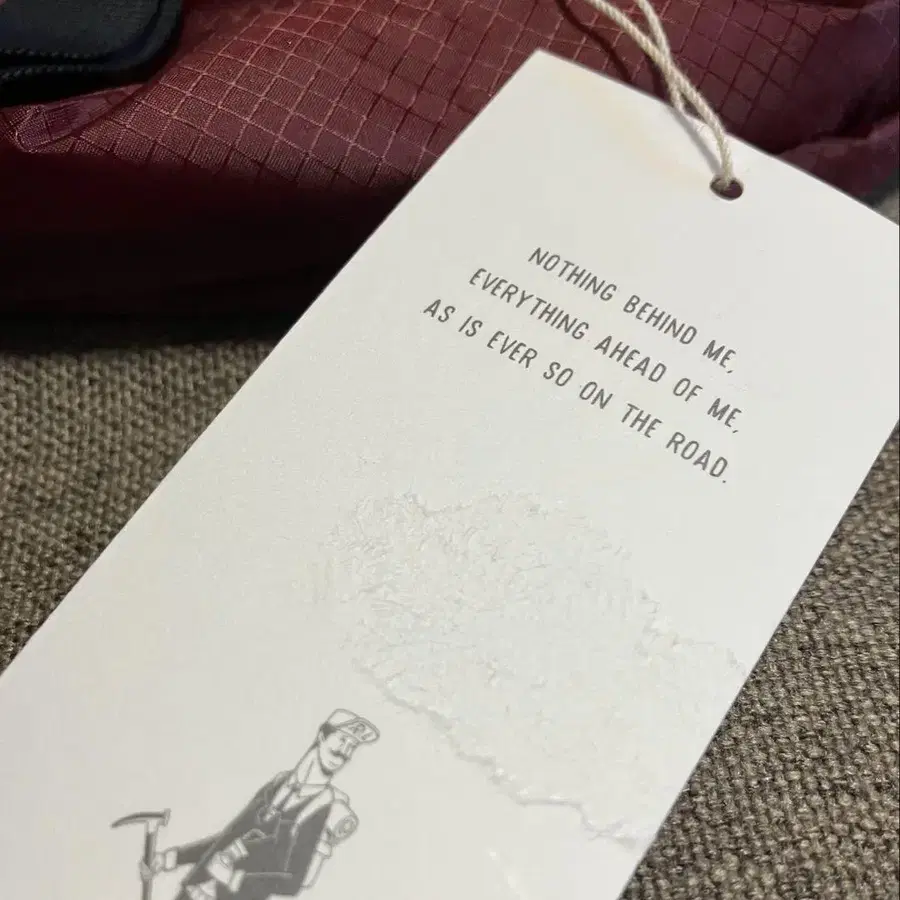 NOTHING BEHIND ME,
EVERYTHING AHEAD OF ME,
AS IS EVER SO ON THE ROAD.